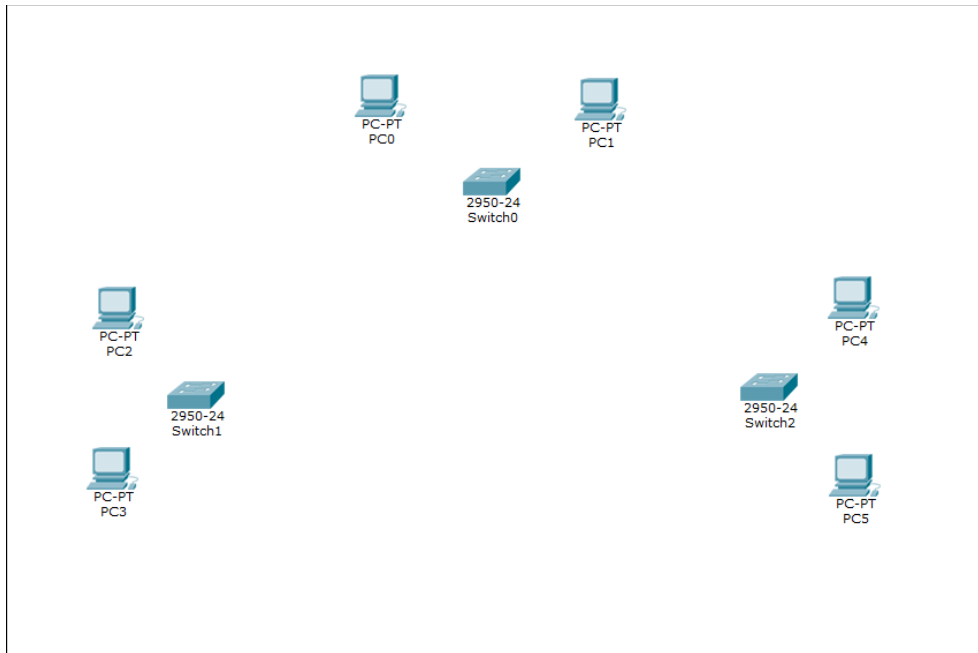 PC-PT
PC0
PC-PT
PC1
2950-24
Switch0
PC-PT
PC2
PC-PT
PC4
2950-24
Switch1
2950-24
Switch2
PC-PT
PC3
PC-PT
PC5